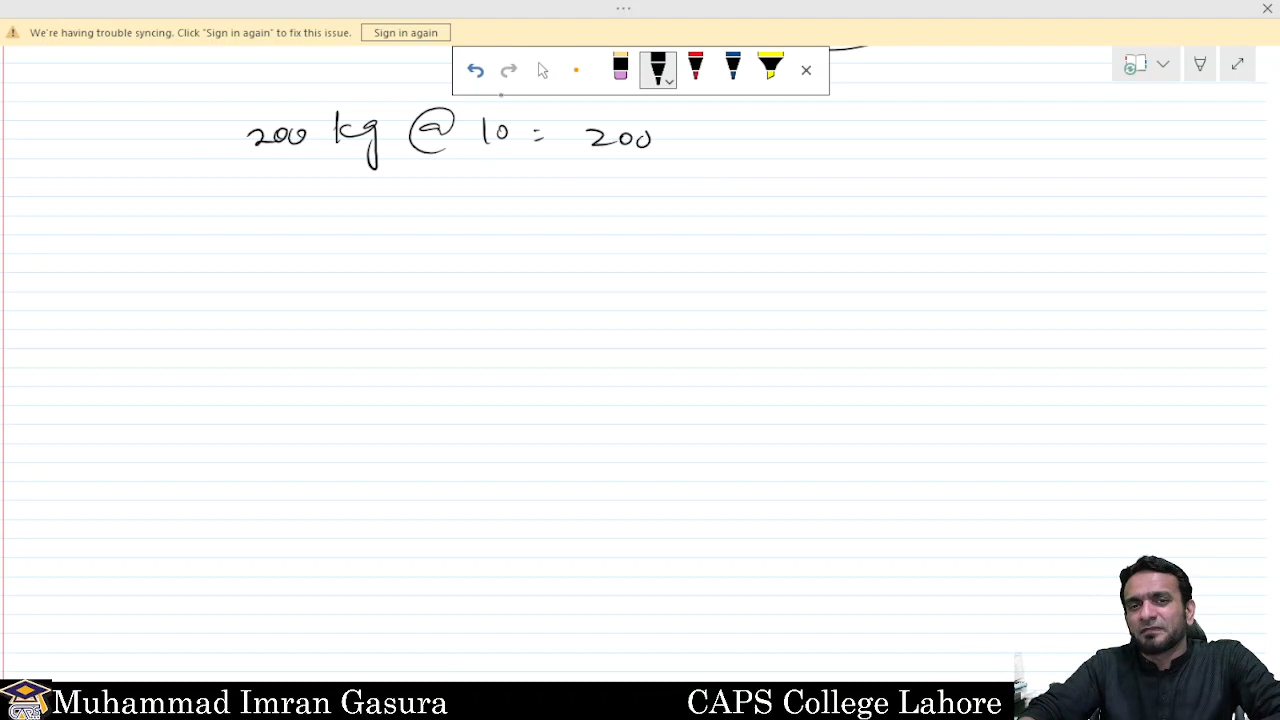 We're having trouble syncing. Click "Sign in again" to fix this issue. Sign in again
200 kg @ 10 = 200
Muhammad Imran Gasura CAPS College Lahore